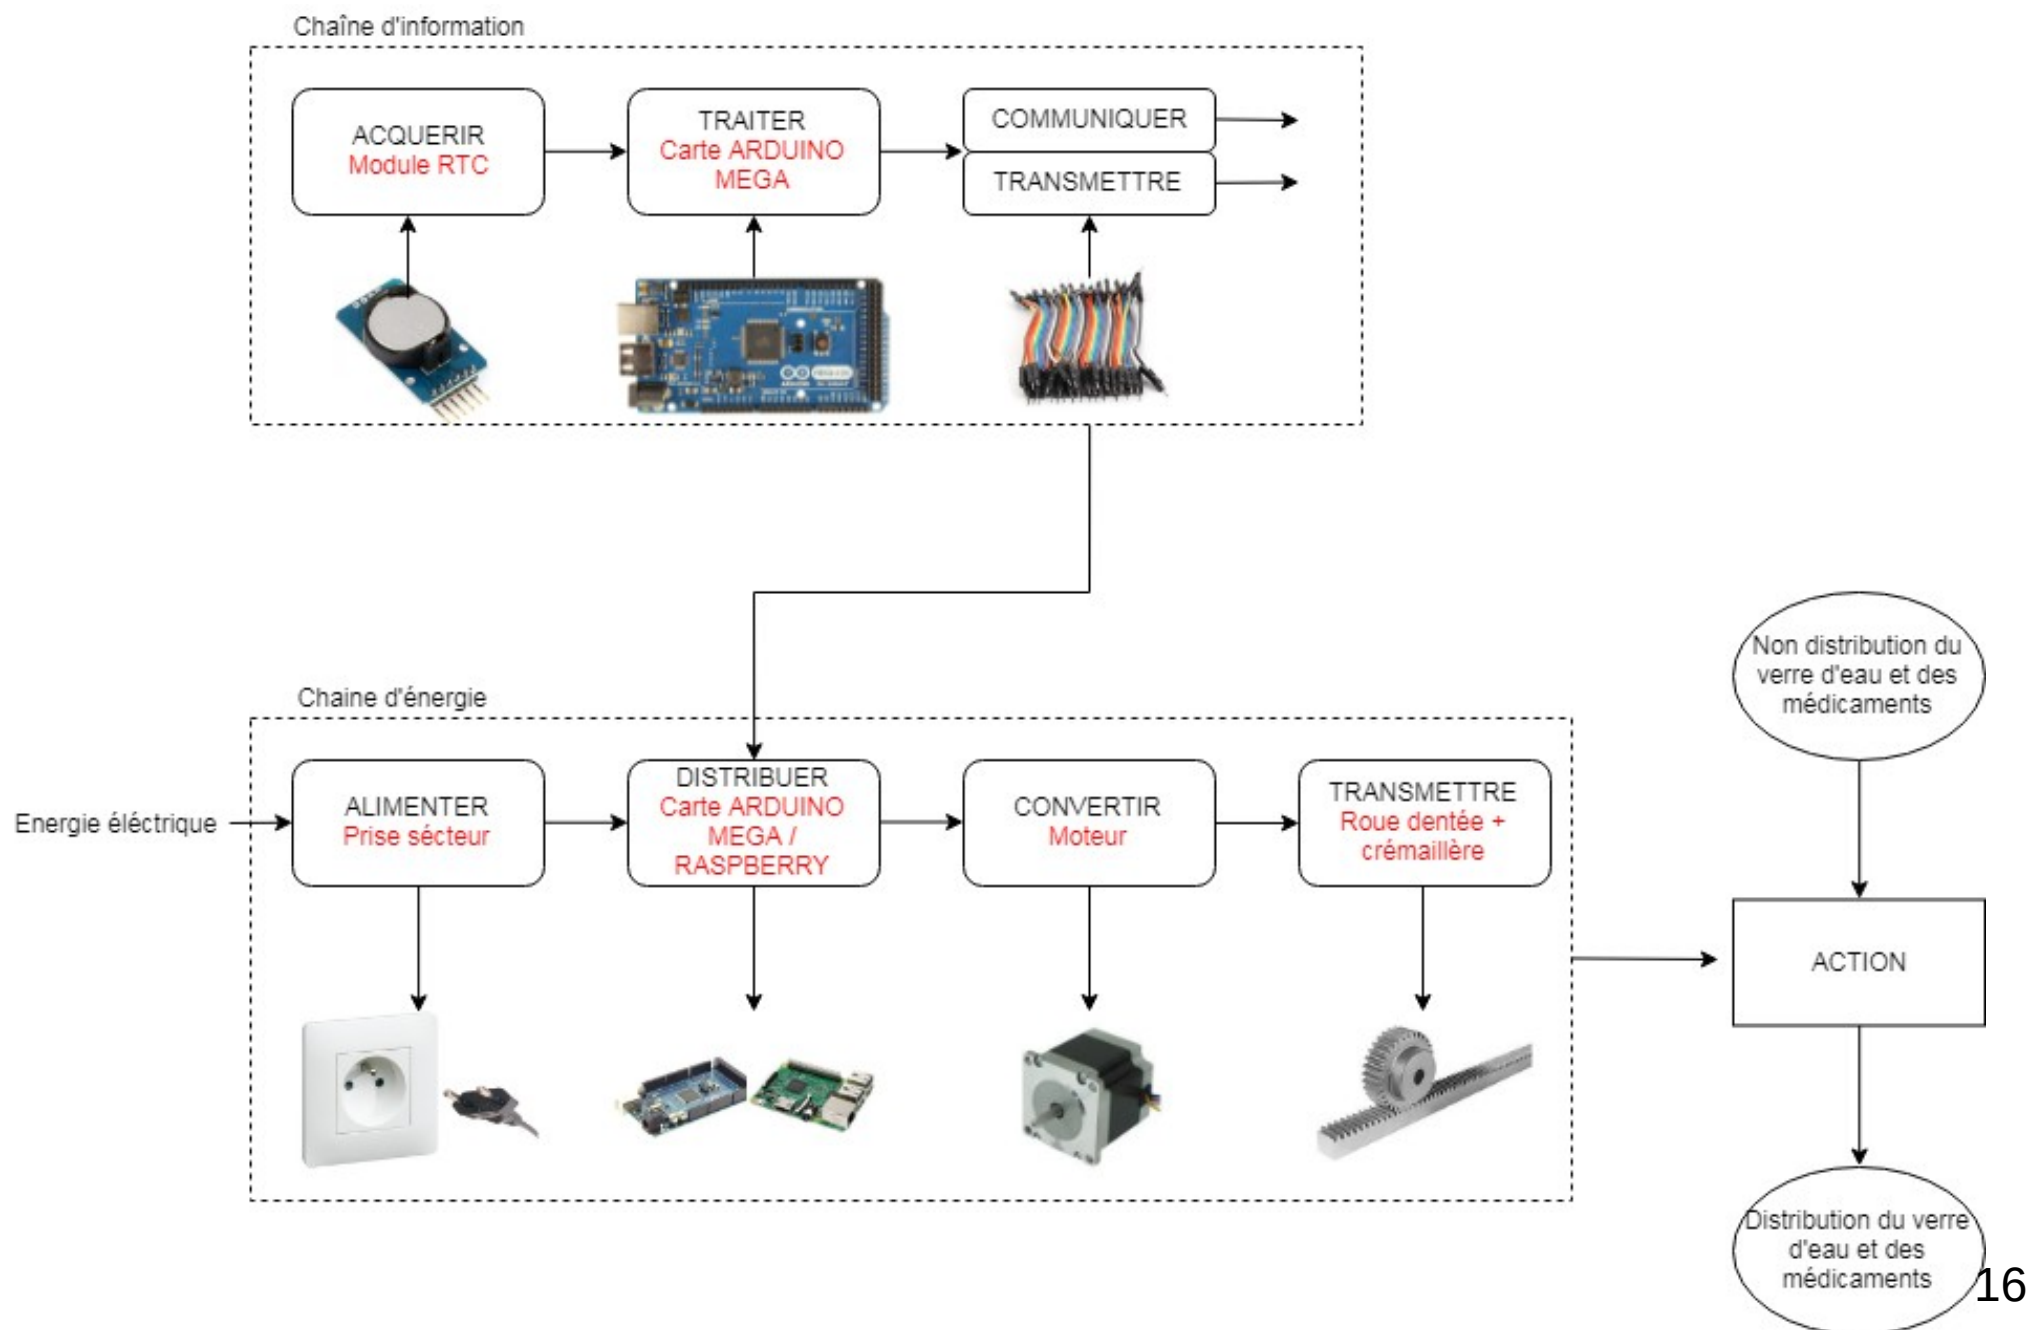 Chaîne d'information
ACQUERIR
Module RTC
TRAITER
Carte ARDUINO
MEGA
COMMUNIQUER
TRANSMETTRE
Chaine d'énergie
Energie éléctrique
ALIMENTER
Prise sécteur
DISTRIBUER
Carte ARDUINO
MEGA /
RASPBERRY
CONVERTIR
Moteur
TRANSMETTRE
Roue dentée +
crémaillère
Non distribution du
verre d'eau et des
médicaments
ACTION
Distribution du verre
d'eau et des
médicaments
16